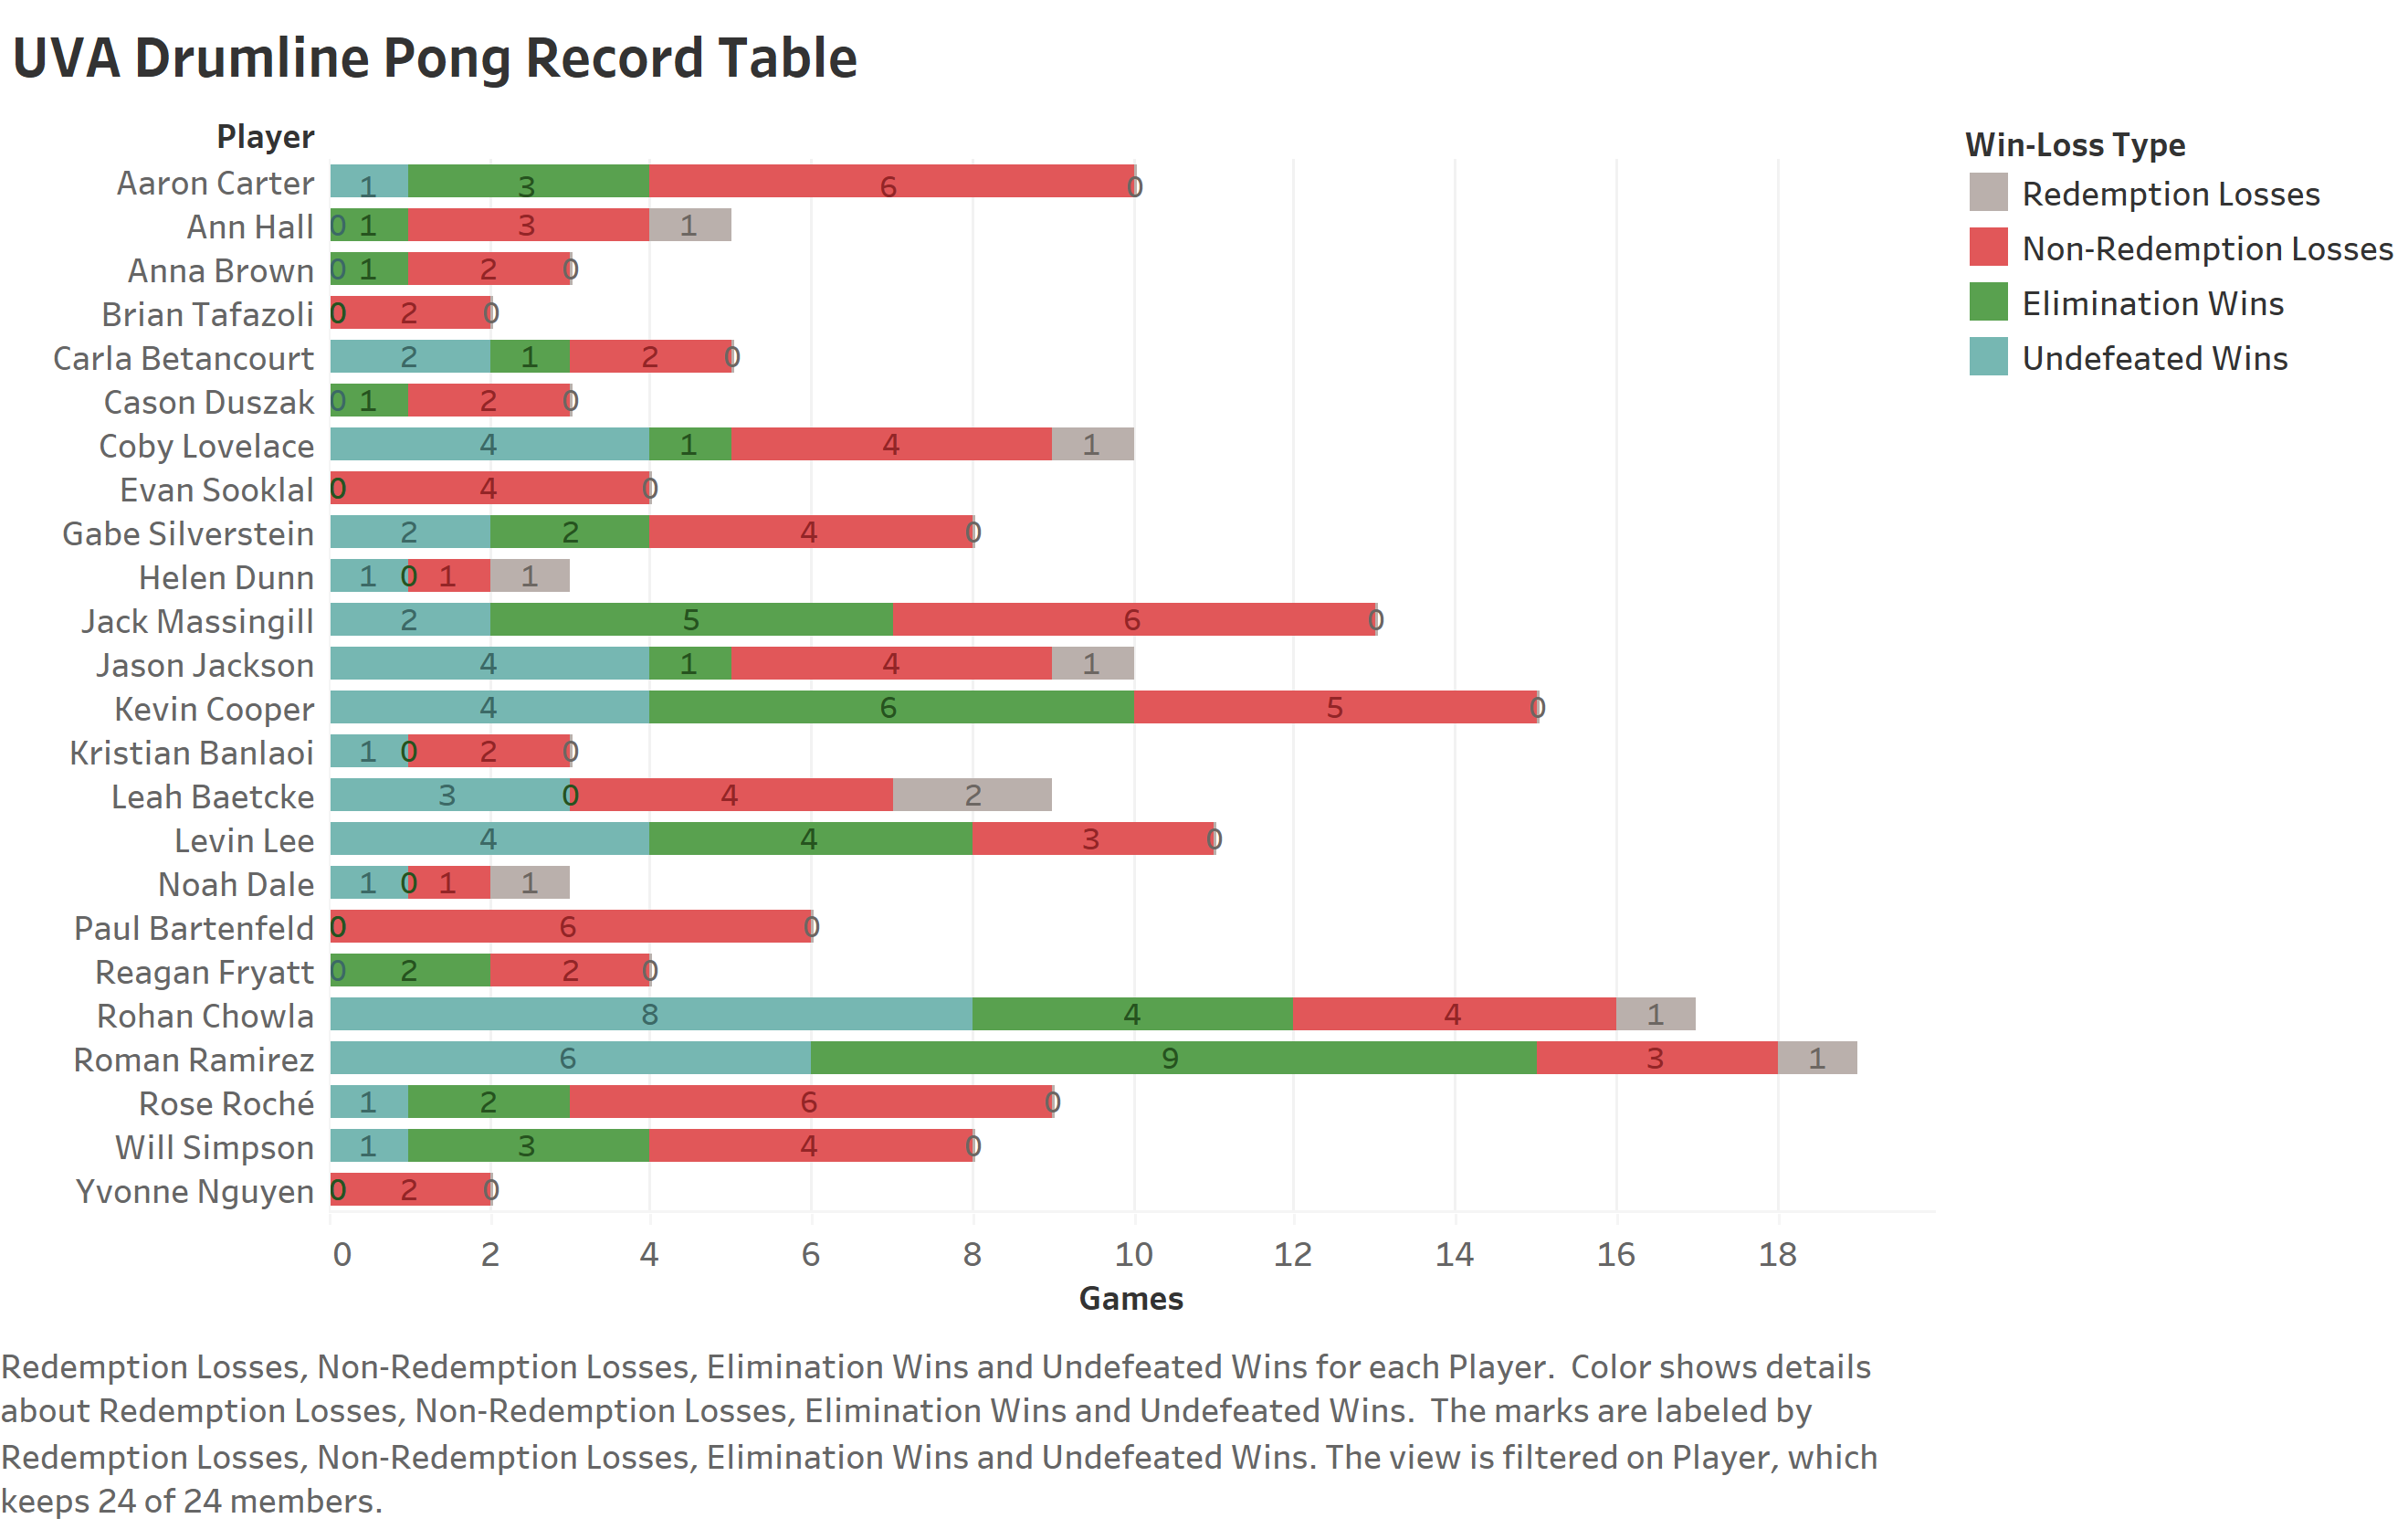 UVA Drumline Pong Record Table
Player
Win-Loss Type
Aaron Carter 1 3 6 0
Redemption Losses
Ann Hall 0 1 3 1
Non-Redemption Losses
Anna Brown 0 1 2 0
Elimination Wins
Brian Tafazoli 0 2 0
Undefeated Wins
Carla Betancourt 2 1 2 0
Cason Duszak 0 1 2 0
Coby Lovelace 4 1 4 1
Evan Sooklal 0 4 0
Gabe Silverstein 2 2 4 0
Helen Dunn 1 0 1 1
Jack Massingill 2 5 6 0
Jason Jackson 4 1 4 1
Kevin Cooper 4 6 5 0
Kristian Banlaoi 1 0 2 0
Leah Baetcke 3 0 4 2
Levin Lee 4 4 3 0
Noah Dale 1 0 1 1
Paul Bartenfeld 0 6 0
Reagan Fryatt 0 2 2 0
Rohan Chowla 8 4 4 1
Roman Ramirez 6 9 3 1
Rose Roché 1 2 6 0
Will Simpson 1 3 4 0
Yvonne Nguyen 0 2 0
0 2 4 6 8 10 12 14 16 18
Games
Redemption Losses, Non-Redemption Losses, Elimination Wins and Undefeated Wins for each Player.  Color shows details
about Redemption Losses, Non-Redemption Losses, Elimination Wins and Undefeated Wins.  The marks are labeled by
Redemption Losses, Non-Redemption Losses, Elimination Wins and Undefeated Wins. The view is filtered on Player, which
keeps 24 of 24 members.